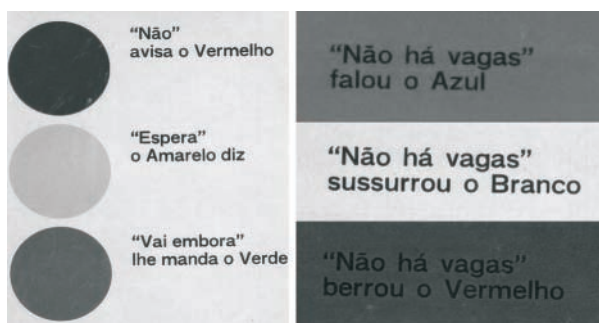 “Não”
avisa o Vermelho
“Espera”
o Amarelo diz
“Vai embora”
lhe manda o Verde
“Não há vagas”
falou o Azul
“Não há vagas”
sussurrou o Branco
“Não há vagas”
berrou o Vermelho